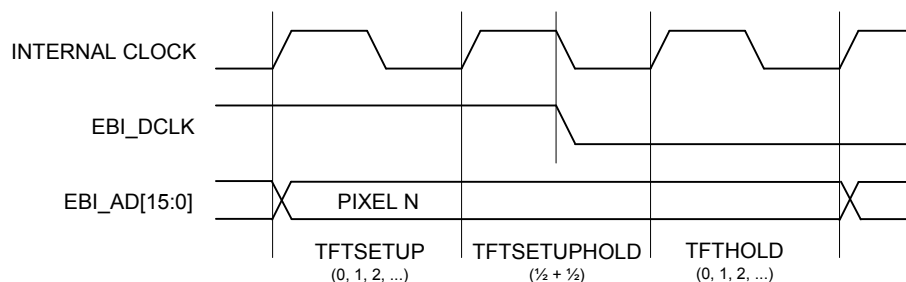 INTERNAL CLOCK
EBI_DCLK
EBI_AD[15:0]
PIXEL N
TFTSETUP
(0, 1, 2, ...)
TFTSETUPHOLD
(½ + ½)
TFTHOLD
(0, 1, 2, ...)